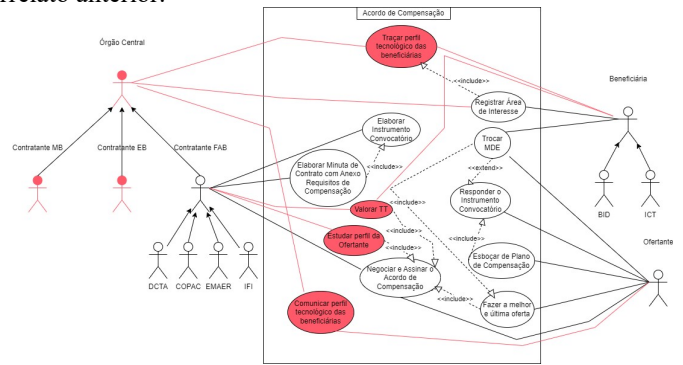 relato anterior.
Acordo de Compensação
Órgão Central
Traçar perfil
tecnológico das
beneficiárias
<<include>>
Beneficiária
Registrar Área
de Interesse
Elaborar
Instrumento
Convocatório
Trocar
MDE
Contratante MB
Contratante EB
Contratante FAB
<<include>>
<<extend>>
Elaborar Minuta de
Contrato com Anexo
Requisitos de
Compensação
Responder o
Instrumento
Convocatório
<<include>>
<<include>>
Valorar TT
BID
ICT
<<include>>
Estudar perfil da
Ofertante
<<include>>
Ofertante
Esboçar de Plano
de Compensação
Negociar e Assinar o
Acordo de
Compensação
DCTA
COPAC
EMAER
IFI
<<include>>
Comunicar perfil
tecnológico das
beneficiárias
Fazer a melhor
e última oferta